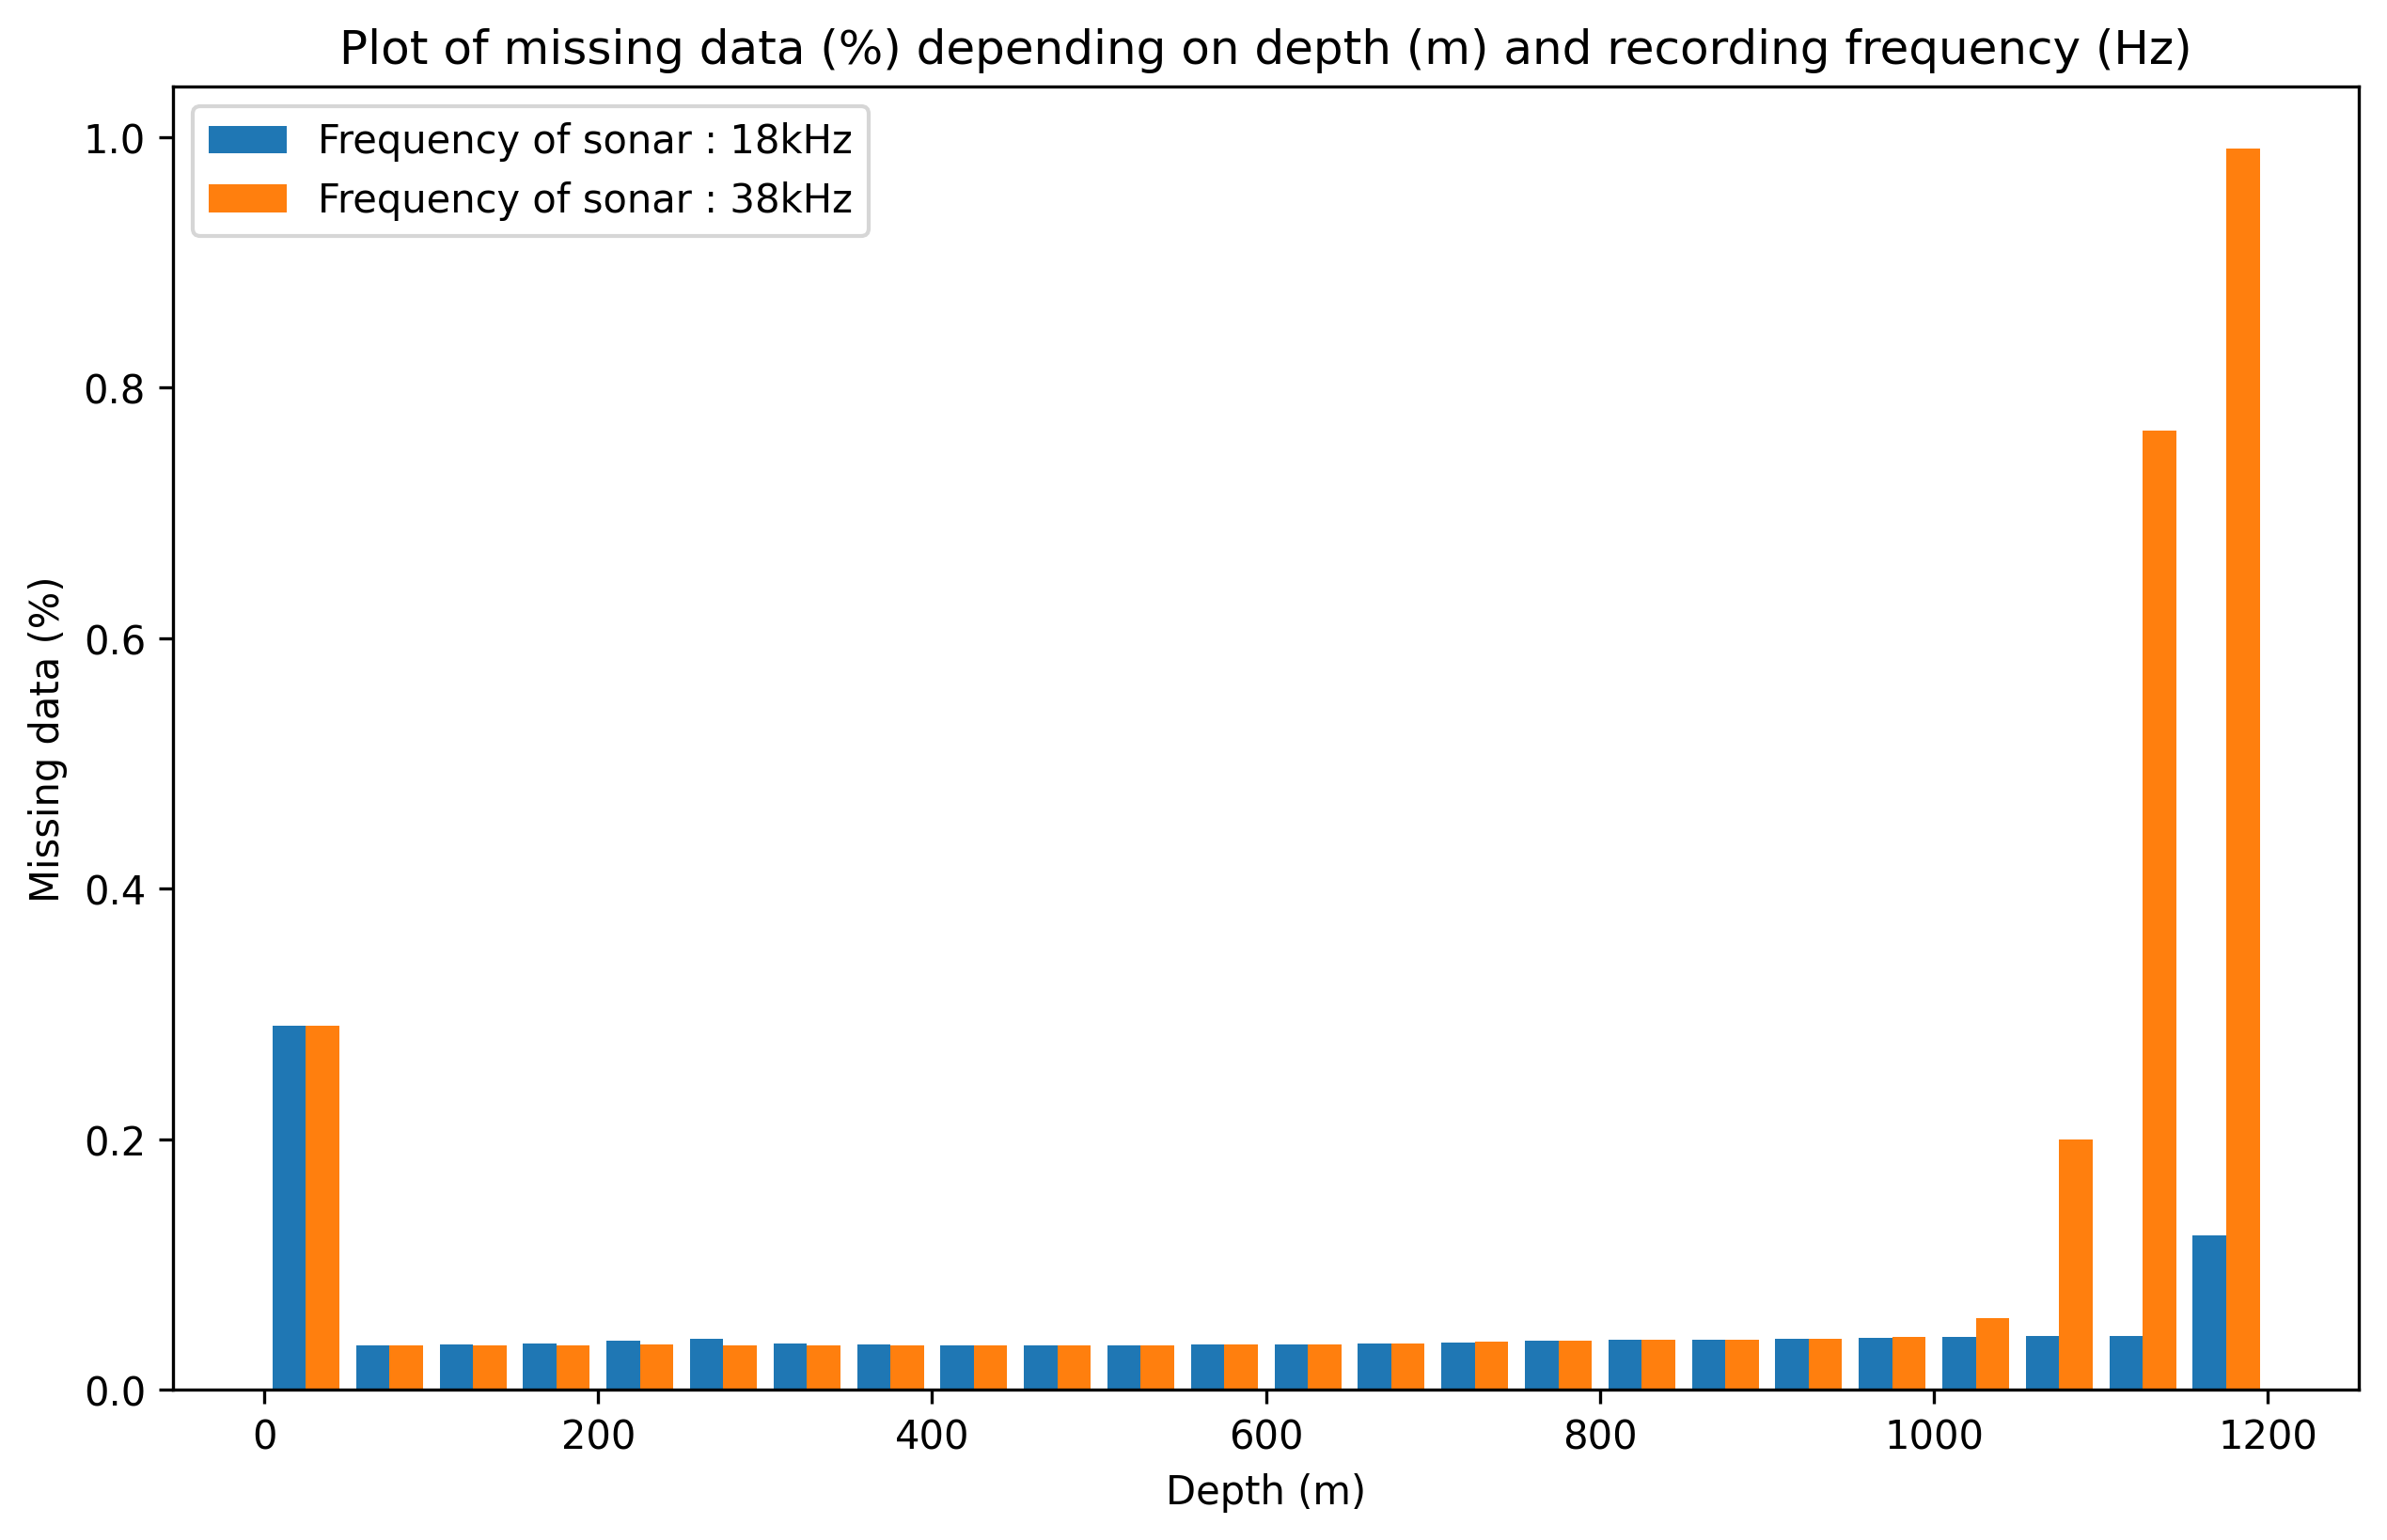 Plot of missing data (%) depending on depth (m) and recording frequency (Hz)
Frequency of sonar : 18kHz
Frequency of sonar : 38kHz
Missing data (%)
1.0
0.8
0.6
0.4
0.2
0.0
0 200 400 600 800 1000 1200
Depth (m)